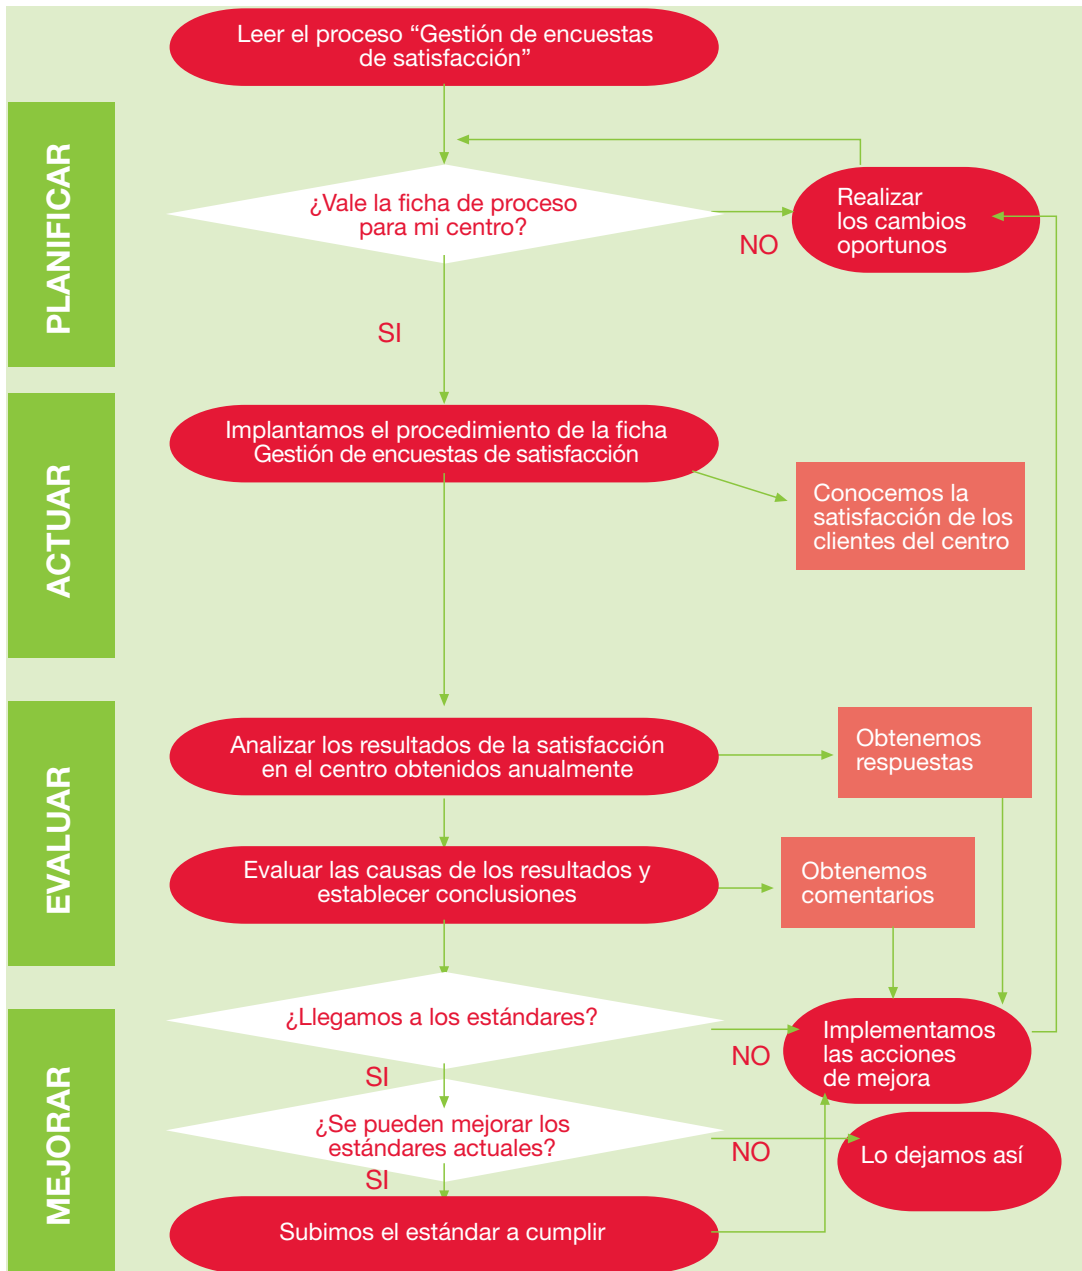 Leer el proceso “Gestión de encuestas
de satisfacción”
PLANIFICAR
¿Vale la ficha de proceso
para mi centro?
NO
Realizar
los cambios
oportunos
SI
ACTUAR
Implantamos el procedimiento de la ficha
Gestión de encuestas de satisfacción
Conocemos la
satisfacción de los
clientes del centro
EVALUAR
Analizar los resultados de la satisfacción
en el centro obtenidos anualmente
Obtenemos
respuestas
Evaluar las causas de los resultados y
establecer conclusiones
Obtenemos
comentarios
MEJORAR
¿Llegamos a los estándares?
NO
Implementamos
las acciones
de mejora
SI
¿Se pueden mejorar los
estándares actuales?
NO
Lo dejamos así
SI
Subimos el estándar a cumplir